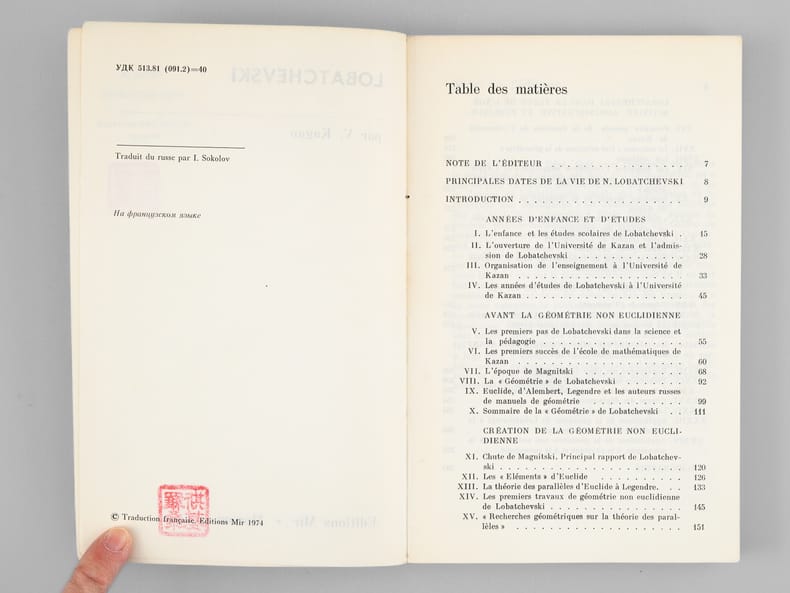 УДК 513.81 (091.2)=40
Traduit du russe par I. Sokolov
На французском языке
© Traduction française, Editions Mir 1974
Table des matières
NOTE DE L'ÉDITEUR . . . . . . . . . . . . . . . 7
PRINCIPALES DATES DE LA VIE DE N. LOBATCHEVSKI 8
INTRODUCTION . . . . . . . . . . . . . . . . . . 9
ANNÉES D'ENFANCE ET D'ÉTUDES
I. L'enfance et les études scolaires de Lobatchevski . 15
II. L'ouverture de l'Université de Kazan et l'admis-
sion de Lobatchevski . . . . . . . . . . . . . 28
III. Organisation de l'enseignement à l'Université de
Kazan . . . . . . . . . . . . . . . . . . . . 33
IV. Les années d'études de Lobatchevski à l'Université
de Kazan . . . . . . . . . . . . . . . . . . . 45
AVANT LA GÉOMÉTRIE NON EUCLIDIENNE
V. Les premiers pas de Lobatchevski dans la science et
la pédagogie . . . . . . . . . . . . . . . . . 55
VI. Les premiers succès de l'école de mathématiques de
Kazan . . . . . . . . . . . . . . . . . . . . 60
VII. L'époque de Magnitski . . . . . . . . . . . . 68
VIII. La « Géométrie » de Lobatchevski . . . . . . . 92
IX. Euclide, d'Alembert, Legendre et les auteurs russes
de manuels de géométrie . . . . . . . . . . . 99
X. Sommaire de la « Géométrie » de Lobatchevski . . 111
CRÉATION DE LA GÉOMÉTRIE NON EUCLI-
DIENNE
XI. Chute de Magnitski. Principal rapport de Lobatchev-
ski . . . . . . . . . . . . . . . . . . . . . 120
XII. Les « Eléments » d'Euclide . . . . . . . . . . 126
XIII. La théorie des parallèles d'Euclide à Legendre. . . 133
XIV. Les premiers travaux de géométrie non euclidienne
de Lobatchevski . . . . . . . . . . . . . . . 145
XV. « Recherches géométriques sur la théorie des paral-
lèles » . . . . . . . . . . . . . . . . . . . 151